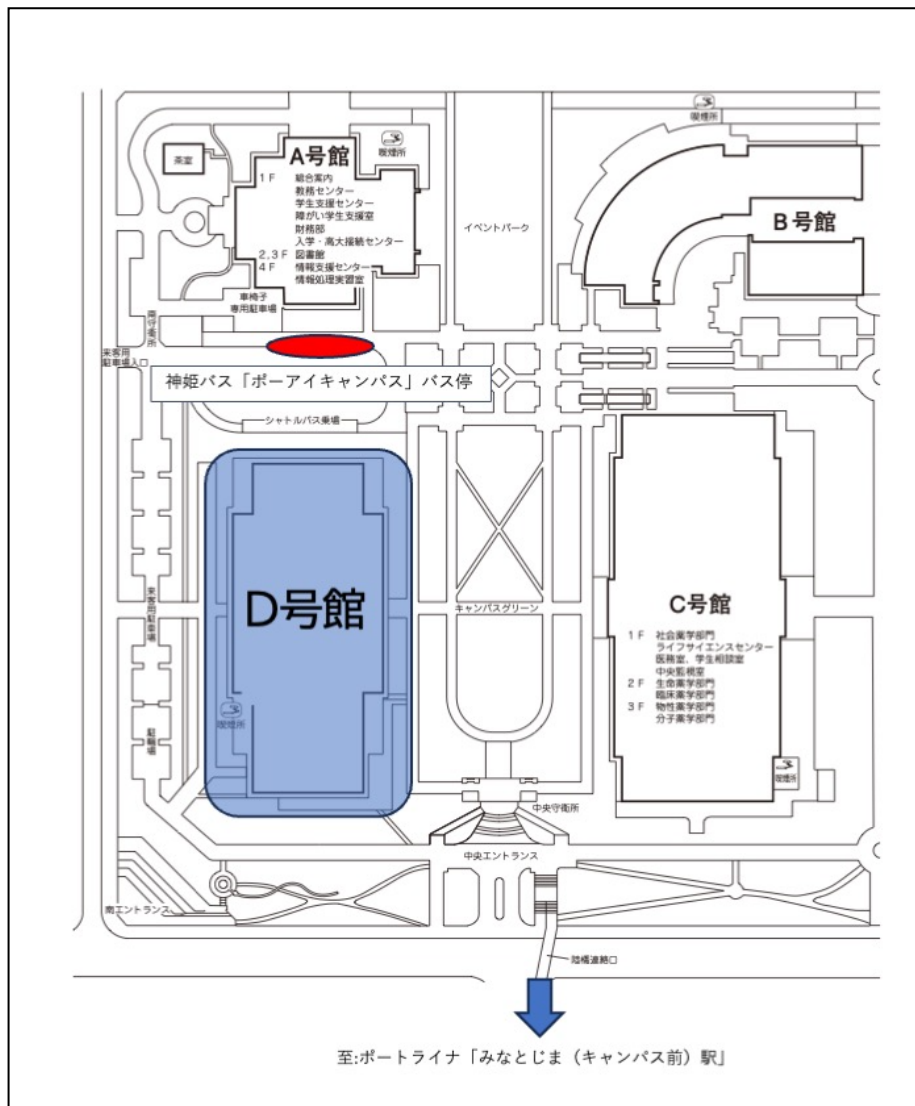 喫煙所
A号館
喫煙所
茶室
1F 総合案内
教務センター
学生支援センター
障がい学生支援室
財務部
入学・高大接続センター
2,3F 図書館
4F 情報支援センター
情報処理実習室
イベントパーク
B号館
車椅子
専用駐車場
南守衛所
来客用
駐車場入口
神姫バス「ポーアイキャンパス」バス停
シャトルバス乗場
D号館
キャンパスグリーン
C号館
1F 社会薬学部門
ライフサイエンスセンター
医務室、学生相談室
中央監視室
2F 生命薬学部門
臨床薬学部門
3F 物性薬学部門
分子薬学部門
来客用駐車場
喫煙所
駐輪場
喫煙所
中央守衛所
中央エントランス
南エントランス
陸橋連絡口
至:ポートライナ「みなとじま（キャンパス前）駅」